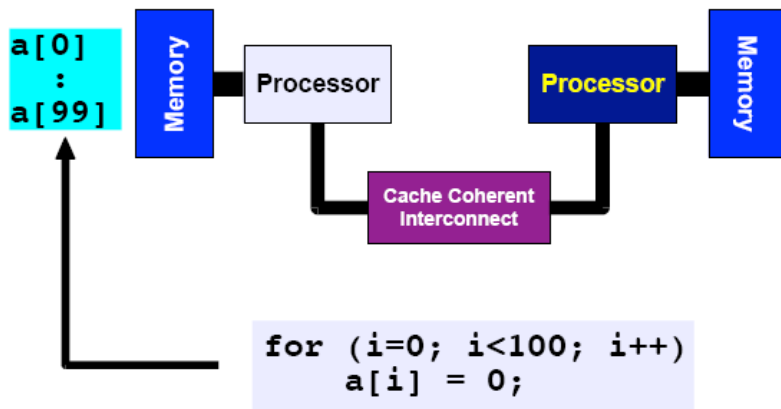 a[0]
:
a[99]
Memory
Processor
Processor
Memory
Cache Coherent
Interconnect
for (i=0; i<100; i++)
a[i] = 0;